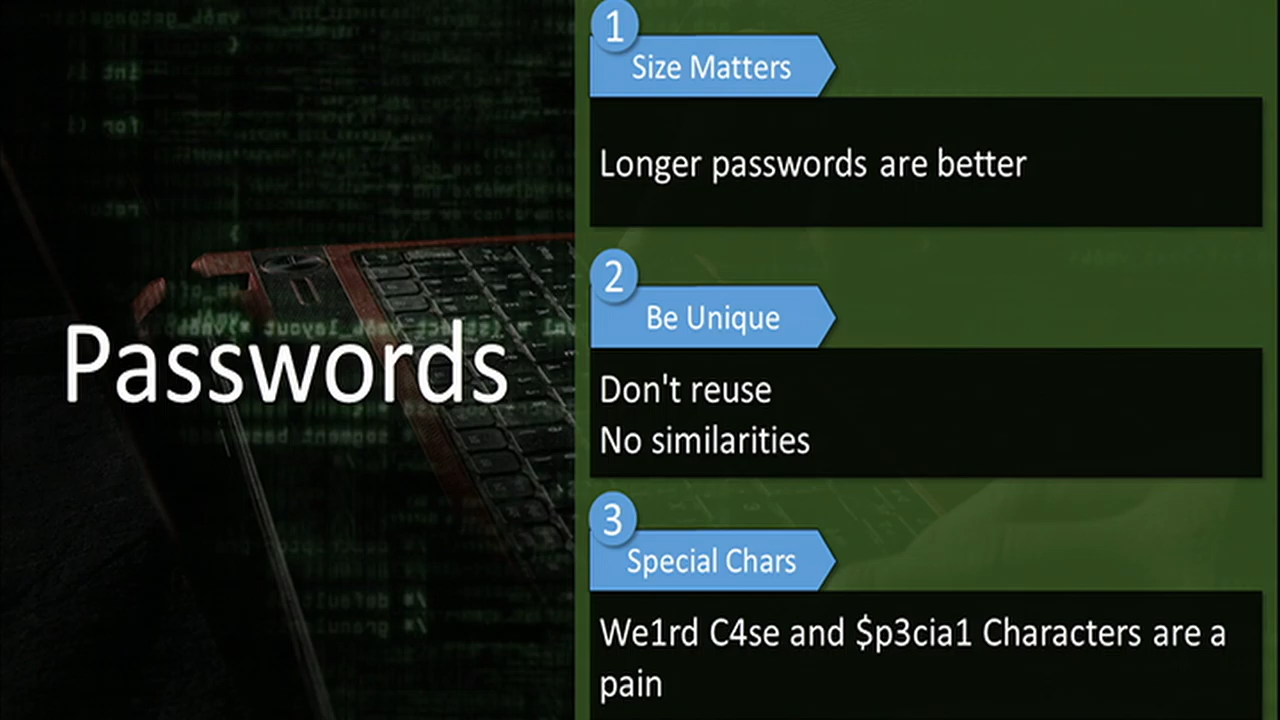 Passwords
1
Size Matters
Longer passwords are better
2
Be Unique
Don't reuse
No similarities
3
Special Chars
We1rd C4se and $p3cia1 Characters are a
pain